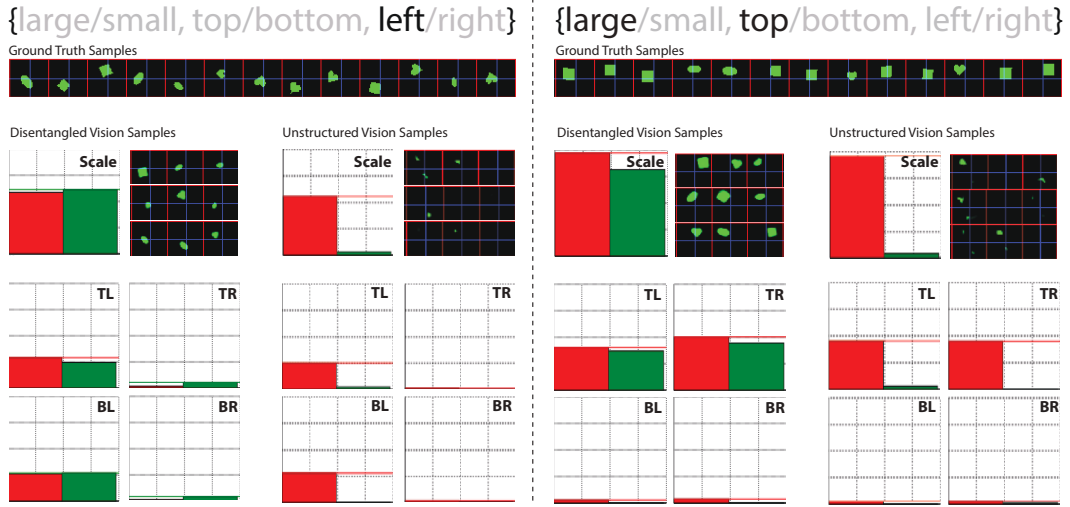 {large/small, top/bottom, left/right}
Ground Truth Samples
Disentangled Vision Samples
Unstructured Vision Samples
Scale
Scale
TL
TR
TL
TR
BL
BR
BL
BR
{large/small, top/bottom, left/right}
Ground Truth Samples
Disentangled Vision Samples
Unstructured Vision Samples
Scale
Scale
TL
TR
TL
TR
BL
BR
BL
BR